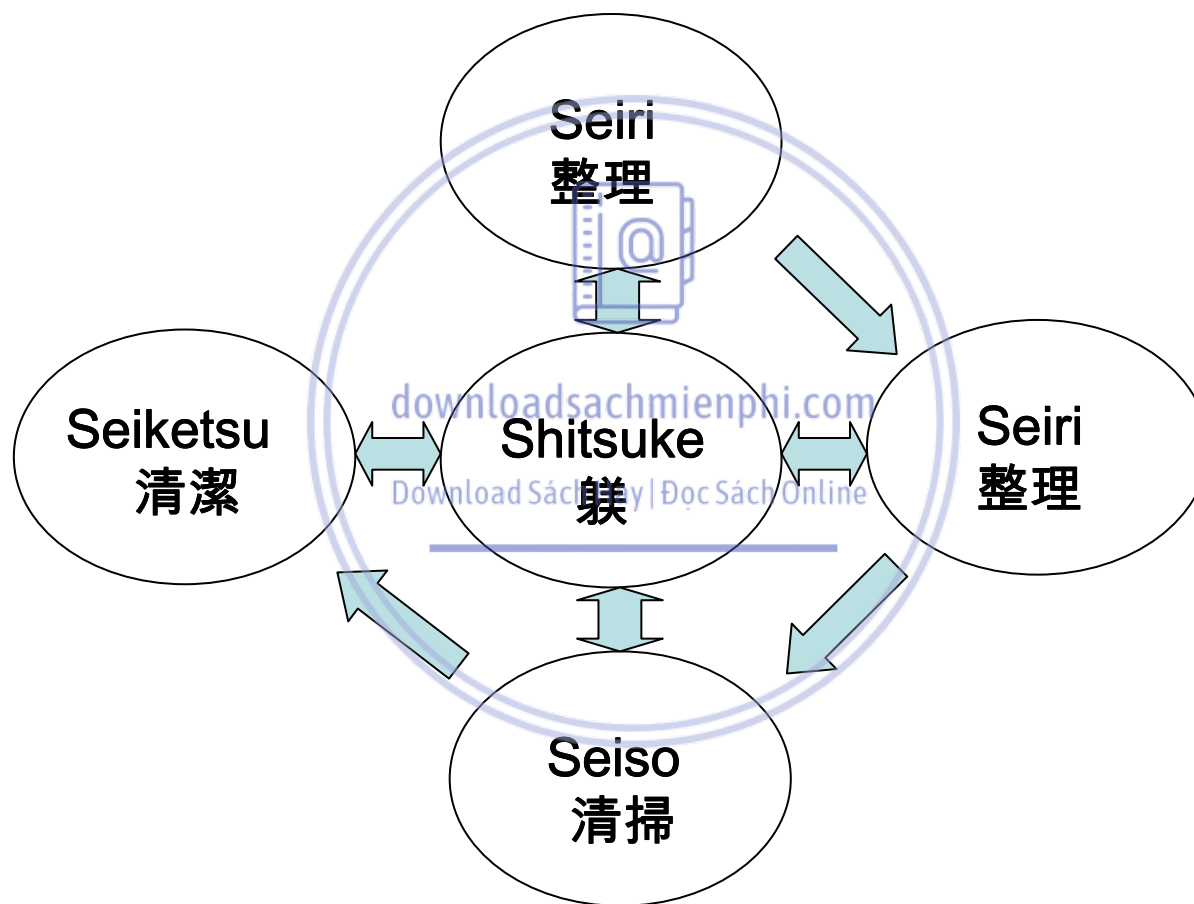 Seiri
整理
Seiketsu
清潔
Shitsuke
躾
Seiri
整理
Seiso
清掃
@
downloadsachmienphi.com
Download Sách Hay | Đọc Sách Online